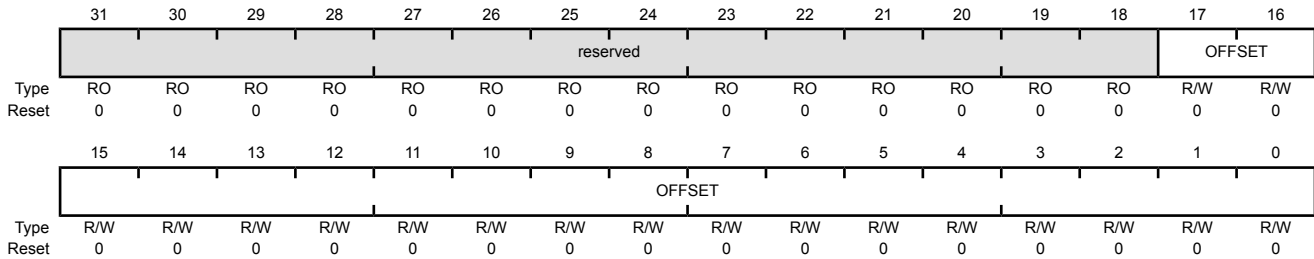 31 30 29 28 27 26 25 24 23 22 21 20 19 18 17 16
reserved OFFSET
Type RO RO RO RO RO RO RO RO RO RO RO RO RO RO R/W R/W
Reset 0 0 0 0 0 0 0 0 0 0 0 0 0 0 0 0
15 14 13 12 11 10 9 8 7 6 5 4 3 2 1 0
OFFSET
Type R/W R/W R/W R/W R/W R/W R/W R/W R/W R/W R/W R/W R/W R/W R/W R/W
Reset 0 0 0 0 0 0 0 0 0 0 0 0 0 0 0 0